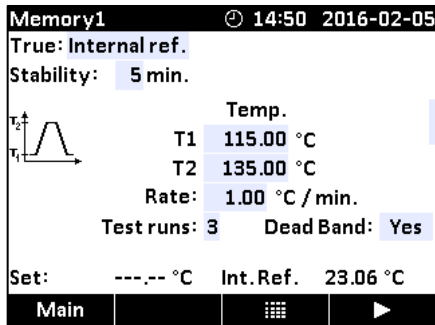 Memory1 14:50 2016-02-05
True: Internal ref.
Stability: 5 min.
Temp.
T2
T1
T1 115.00 °C
T2 135.00 °C
Rate: 1.00 °C / min.
Test runs: 3 Dead Band: Yes
Set: ---.-- °C Int. Ref. 23.06 °C
Main